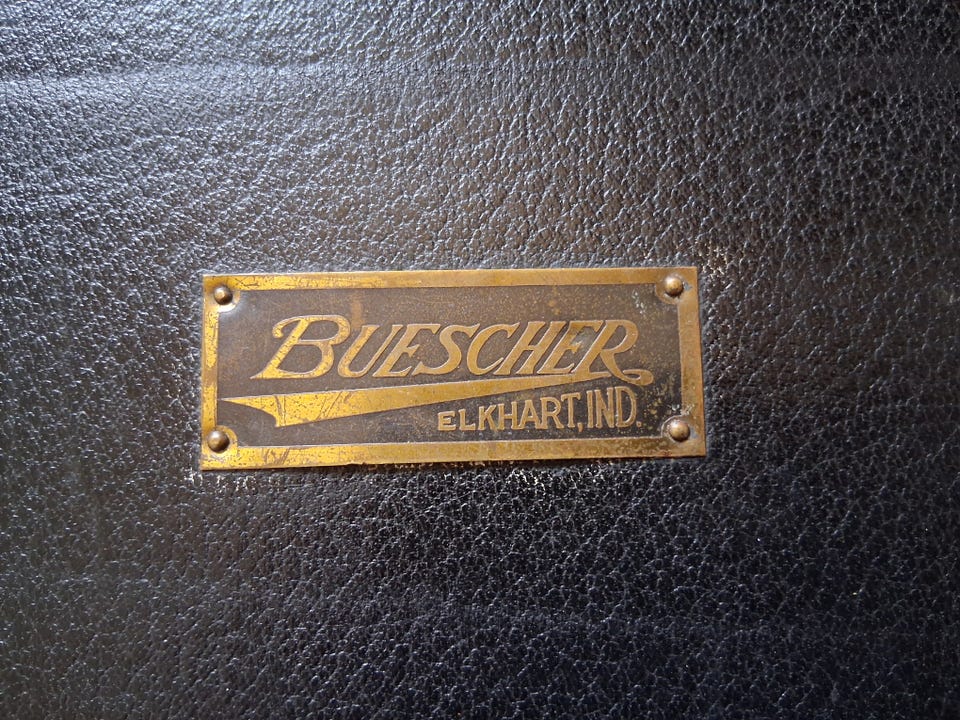 BUESCHER
ELKHART, IND.